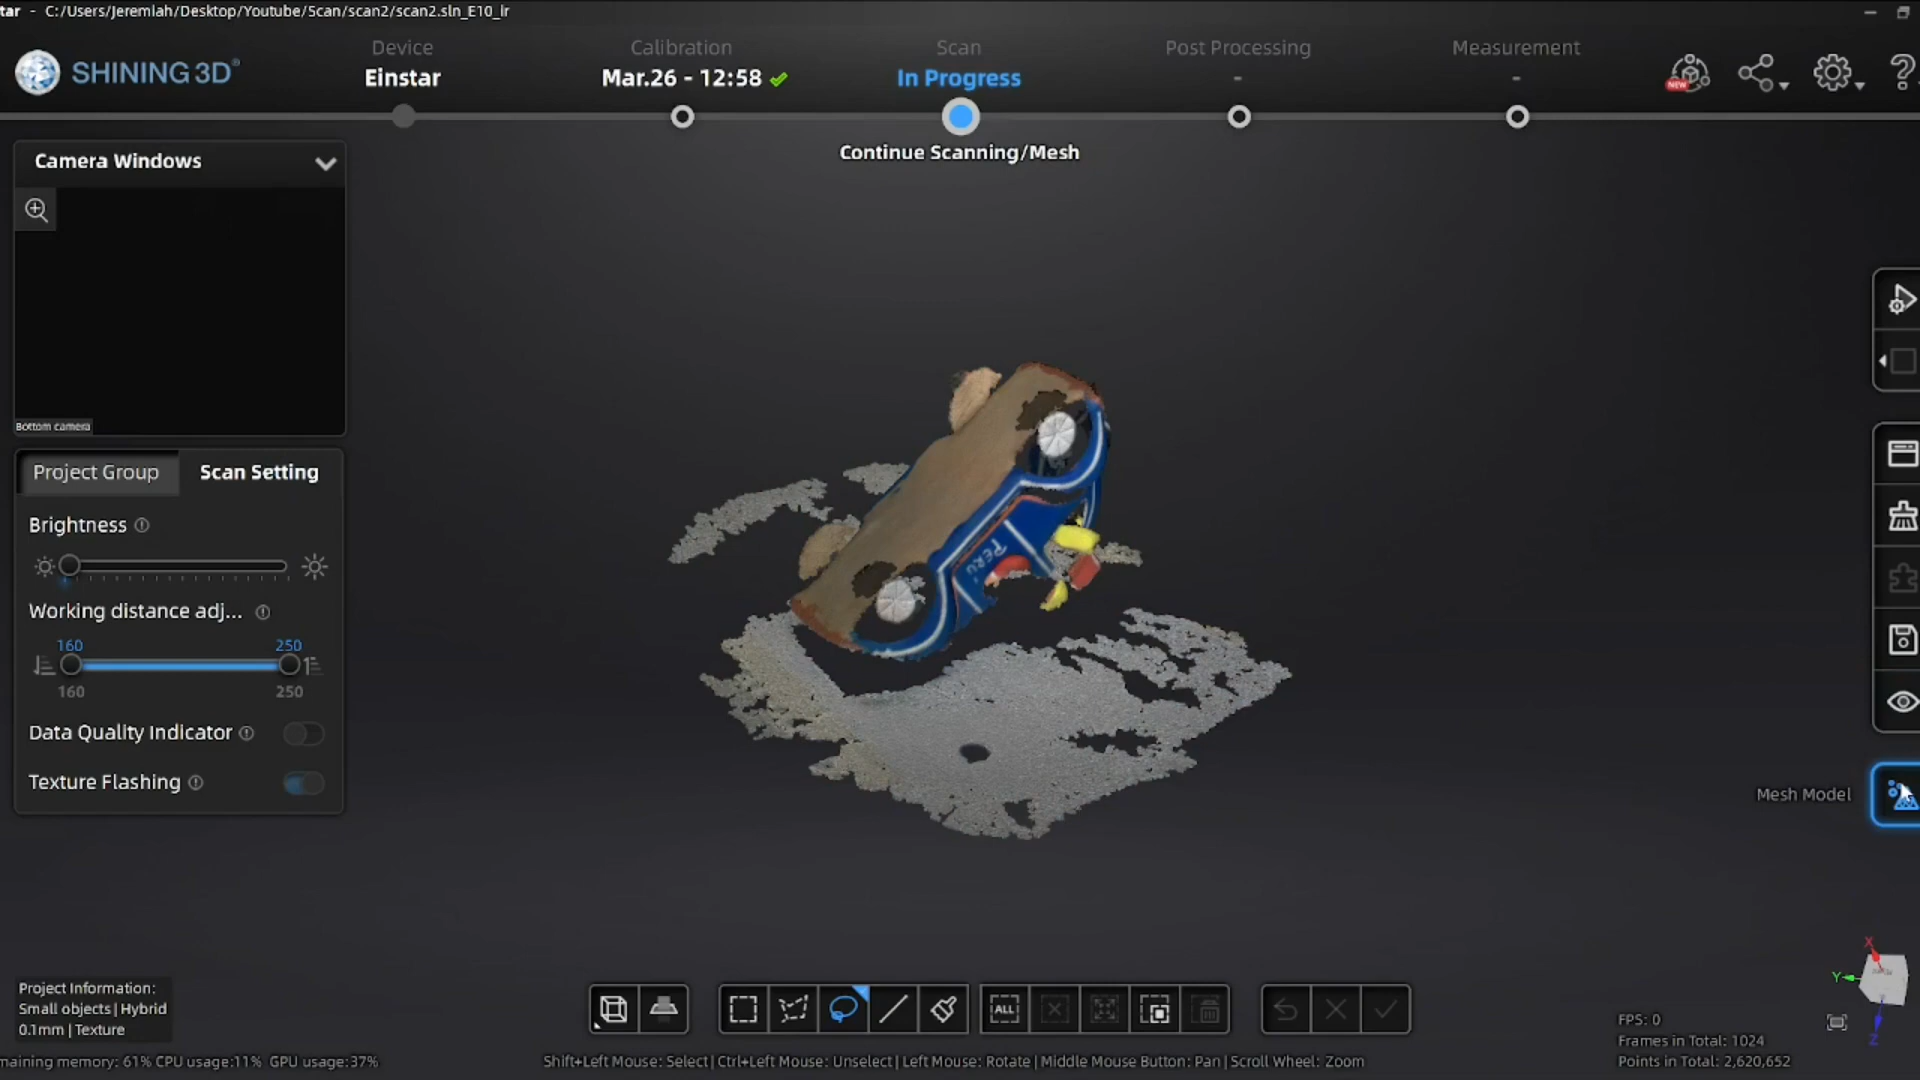 tar - C:/Users/Jeremlah/Desktop/Youtube/Scan/scan2/scan2.sln_E10_lr
SHINING 3D®
Device
Einstar
Calibration
Mar.26 - 12:58
Scan
In Progress
Post Processing
-
Measurement
-
NEW
Continue Scanning/Mesh
Camera Windows
Bottom camera
Project Group
Scan Setting
Brightness
Working distance adj...
160
250
160
250
Data Quality Indicator
Texture Flashing
PERU
Mesh Model
X
Y
Z
Project Information:
Small objects | Hybrid
0.1mm | Texture
ALL
FPS: 0
Frames in Total: 1024
Points in Total: 2,620,652
maining memory: 61% CPU usage:11% GPU usage:37%
Shift+Left Mouse: Select | Ctrl+Left Mouse: Unselect | Left Mouse: Rotate | Middle Mouse Button: Pan | Scroll Wheel: Zoom